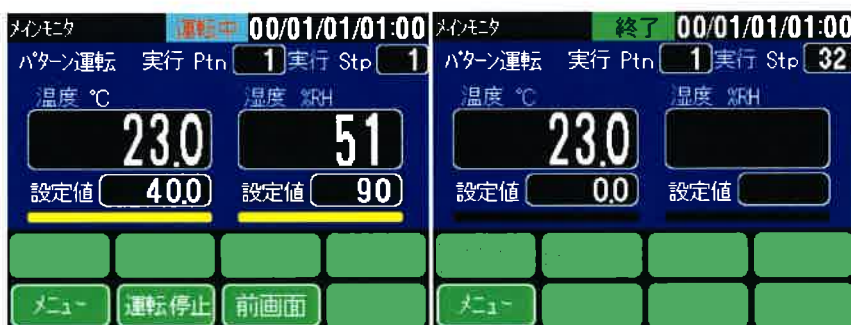 メインモニタ 運転中 00/01/01/01:00
パターン運転 実行 Ptn 1 実行 Stp 1
温度 ℃ 湿度 %RH
23.0 51
設定値 40.0 設定値 90
メニュー 運転停止 前画面
メインモニタ 終了 00/01/01/01:00
パターン運転 実行 Ptn 1 実行 Stp 32
温度 ℃ 湿度 %RH
23.0
設定値 0.0 設定値
メニュー